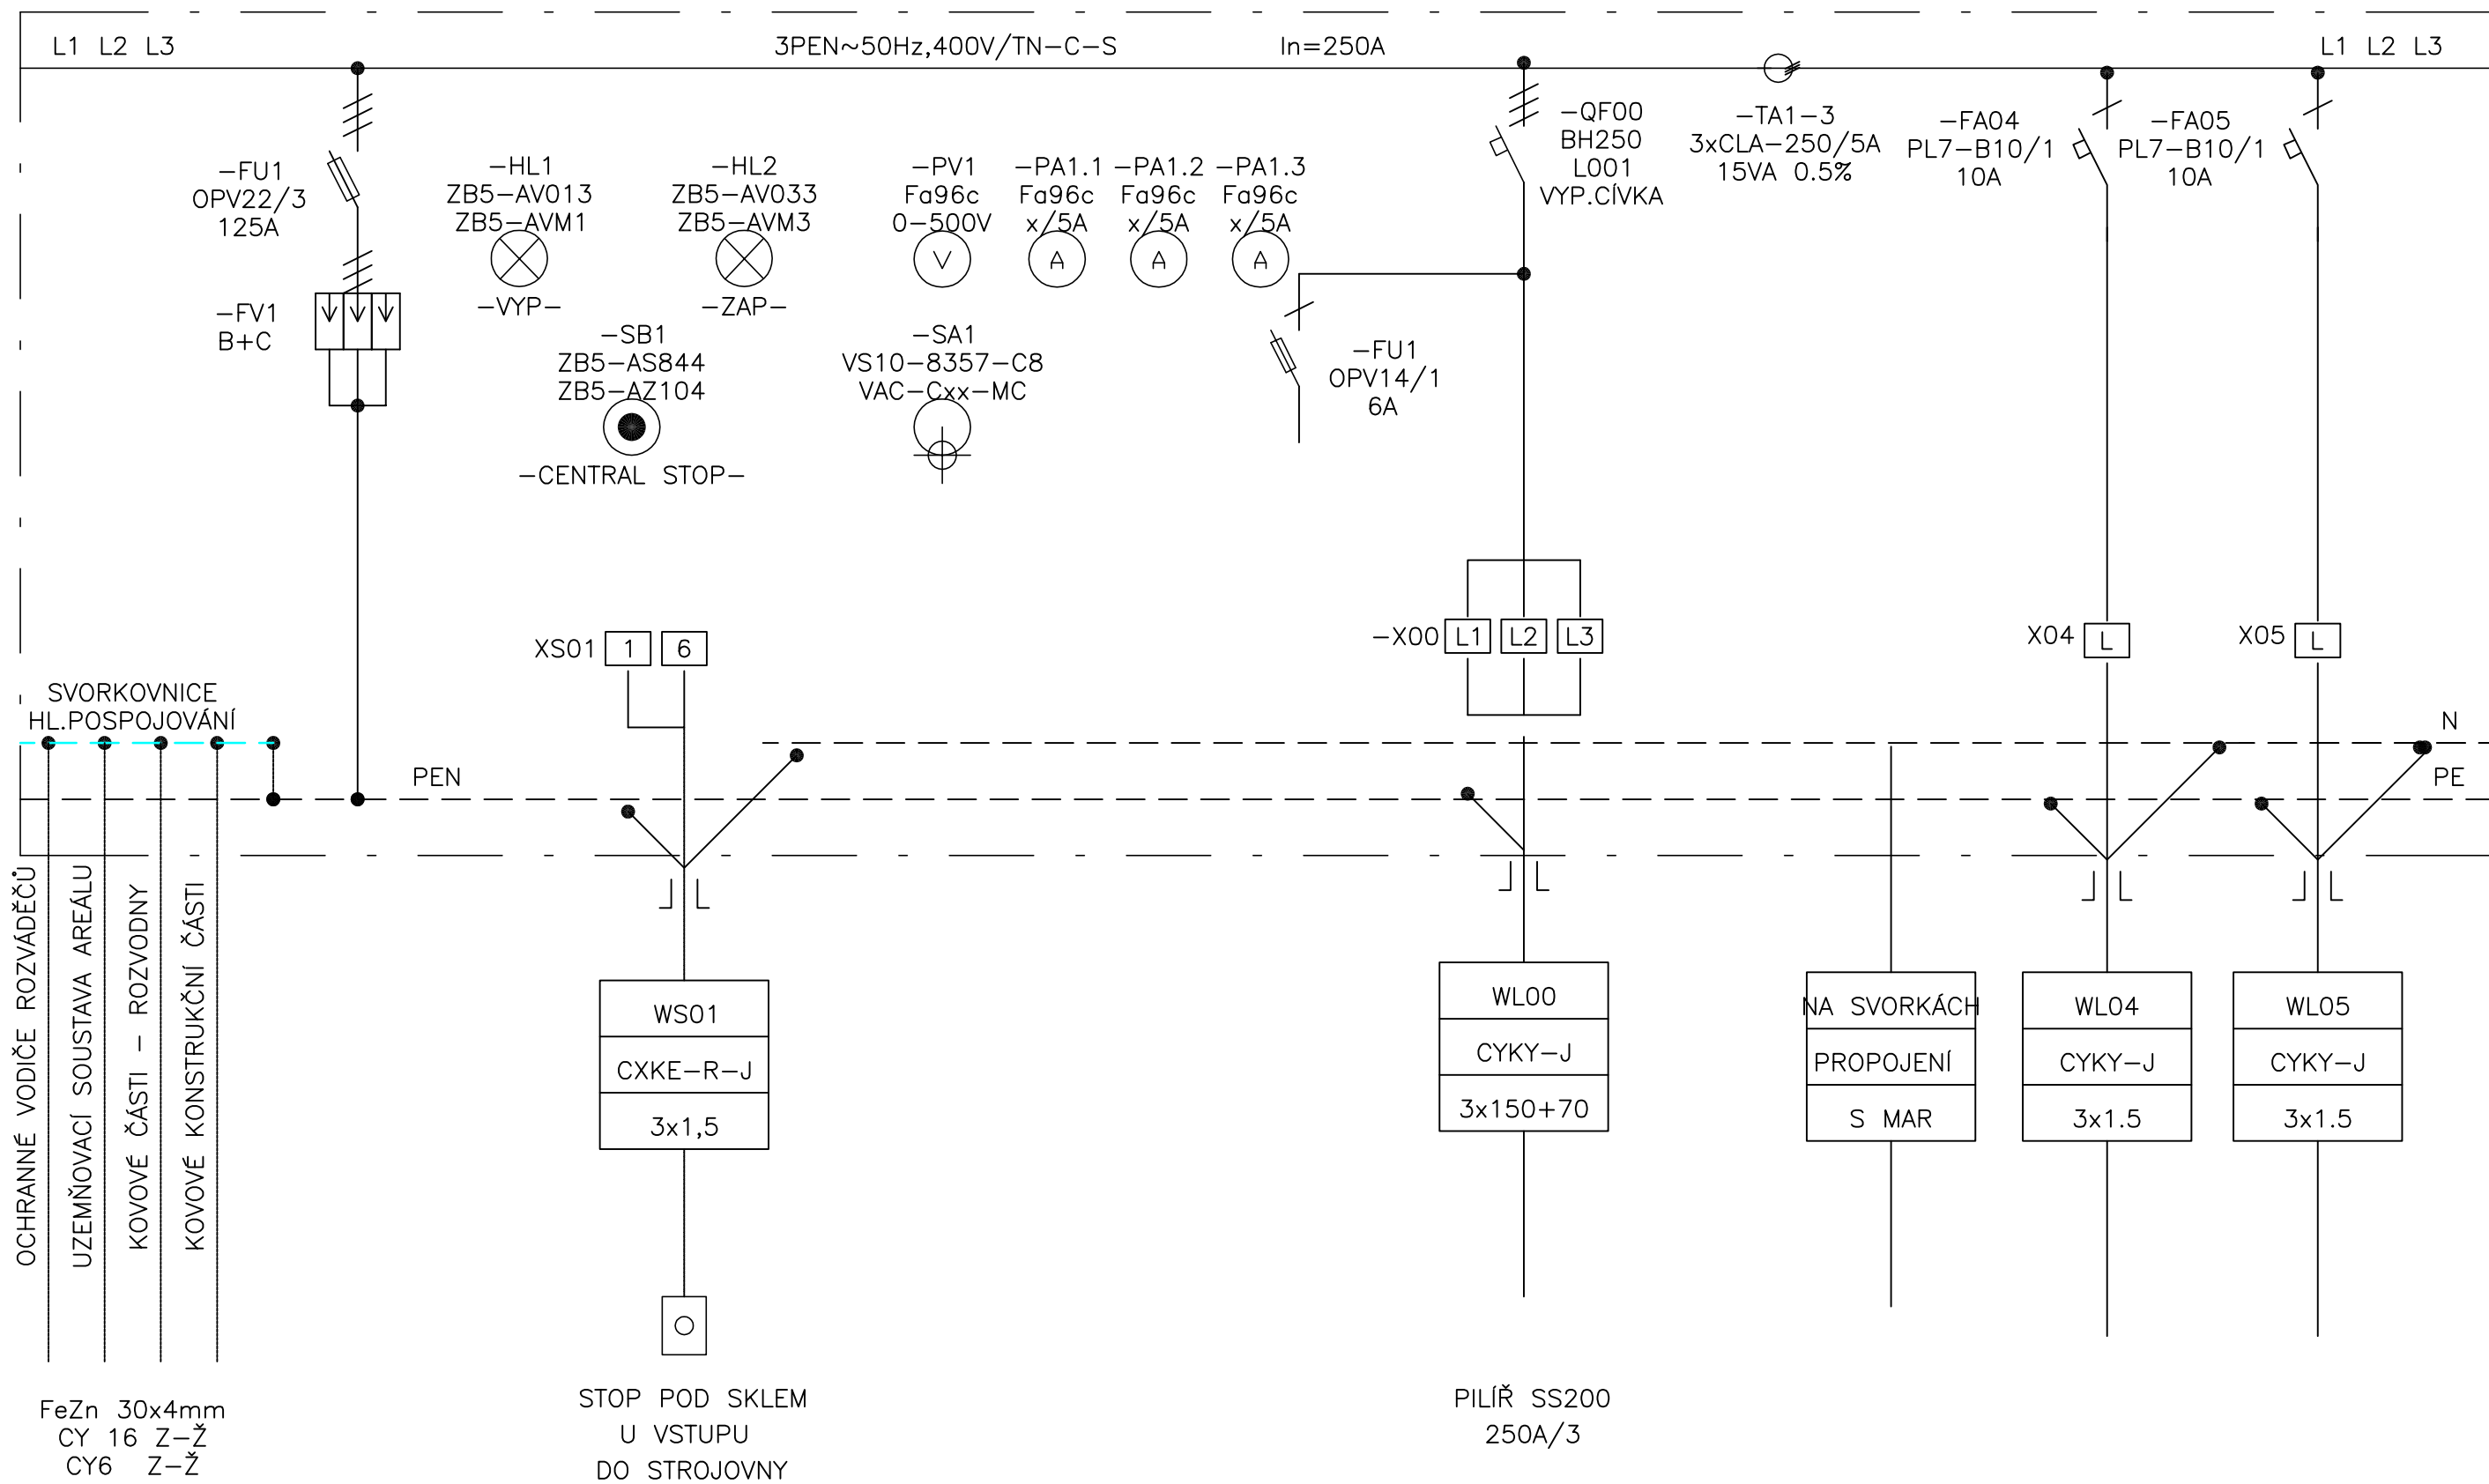 L1 L2 L3
3PEN~50Hz,400V/TN-C-S
In=250A
L1 L2 L3
-FU1
OPV22/3
125A
-HL1
ZB5-AV013
ZB5-AVM1
-VYP-
-HL2
ZB5-AV033
ZB5-AVM3
-ZAP-
-PV1
Fa96c
0-500V
V
-PA1.1
Fa96c
x/5A
A
-PA1.2
Fa96c
x/5A
A
-PA1.3
Fa96c
x/5A
A
-QF00
BH250
L001
VYP.CÍVKA
-TA1-3
3xCLA-250/5A
15VA 0.5%
-FA04
PL7-B10/1
10A
-FA05
PL7-B10/1
10A
-FV1
B+C
-SB1
ZB5-AS844
ZB5-AZ104
-CENTRAL STOP-
-SA1
VS10-8357-C8
VAC-Cxx-MC
-FU1
OPV14/1
6A
XS01 1 6
-X00 L1 L2 L3
X04 L
X05 L
SVORKOVNICE
HL.POSPOJOVÁNÍ
PEN
N
PE
OCHRANNÉ VODIČE ROZVÁDĚČŮ
UZEMŇOVACÍ SOUSTAVA AREÁLU
KOVOVÉ ČÁSTI - ROZVODNY
KOVOVÉ KONSTRUKČNÍ ČÁSTI
WS01
CXKE-R-J
3x1,5
WL00
CYKY-J
3x150+70
NA SVORKÁCH
PROPOJENÍ
S MAR
WL04
CYKY-J
3x1.5
WL05
CYKY-J
3x1.5
FeZn 30x4mm
CY 16 Z-Ž
CY6 Z-Ž
STOP POD SKLEM
U VSTUPU
DO STROJOVNY
PILÍŘ SS200
250A/3